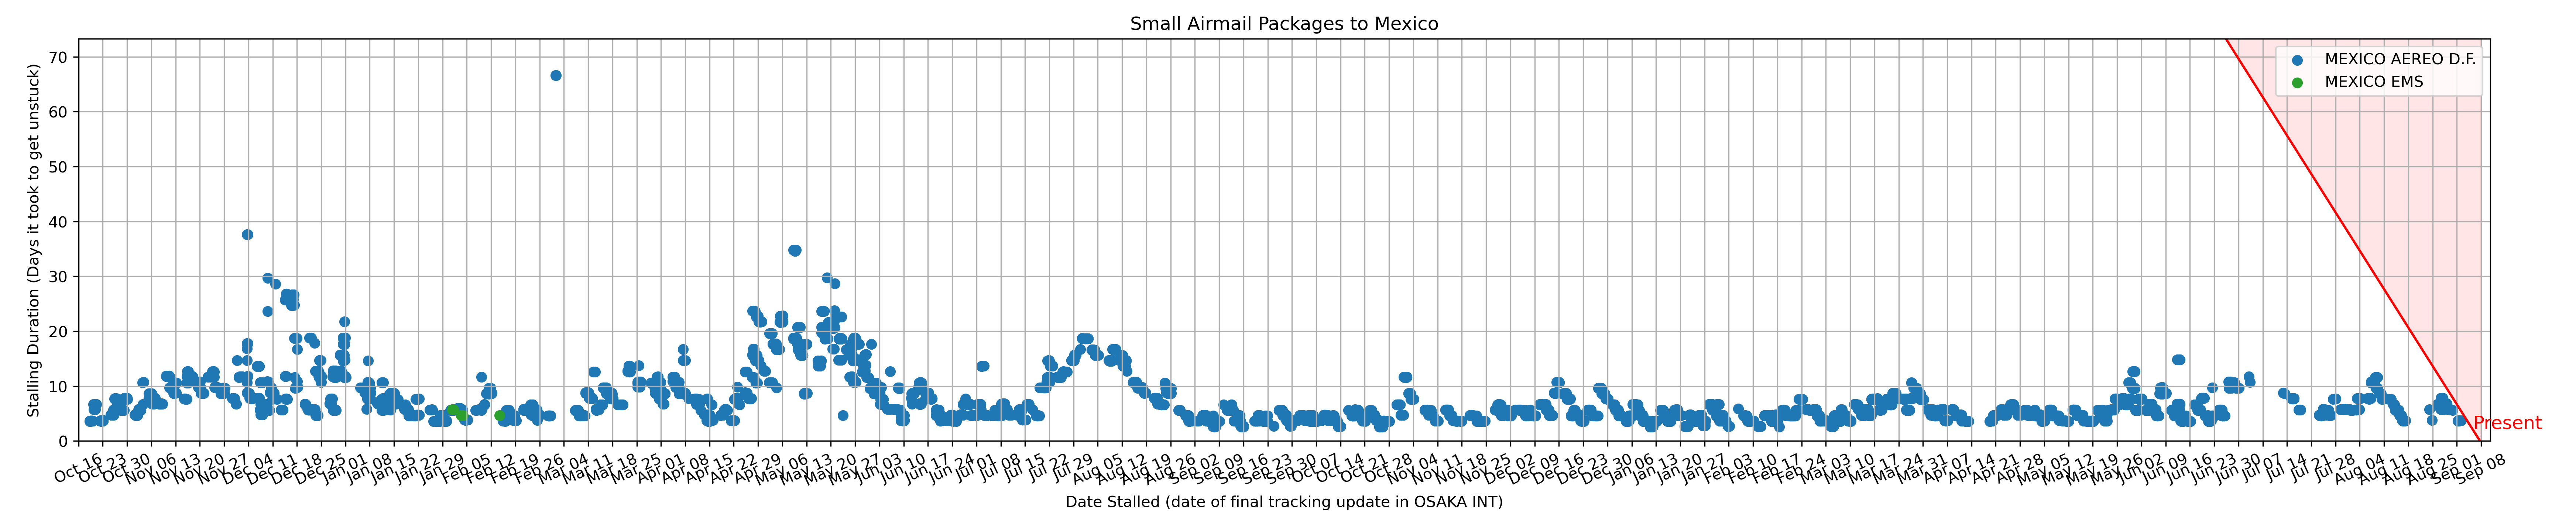 Small Airmail Packages to Mexico
MEXICO AEREO D.F.
MEXICO EMS
Stalling Duration (Days it took to get unstuck)
70
60
50
40
30
20
10
0
Present
Oct 16
Oct 23
Oct 30
Nov 06
Nov 13
Nov 20
Nov 27
Dec 04
Dec 11
Dec 18
Dec 25
Jan 01
Jan 08
Jan 15
Jan 22
Jan 29
Feb 05
Feb 12
Feb 19
Feb 26
Mar 04
Mar 11
Mar 18
Mar 25
Apr 01
Apr 08
Apr 15
Apr 22
Apr 29
May 06
May 13
May 20
May 27
Jun 03
Jun 10
Jun 17
Jun 24
Jul 01
Jul 08
Jul 15
Jul 22
Jul 29
Aug 05
Aug 12
Aug 19
Aug 26
Sep 02
Sep 09
Sep 16
Sep 23
Sep 30
Oct 07
Oct 14
Oct 21
Oct 28
Nov 04
Nov 11
Nov 18
Nov 25
Dec 02
Dec 09
Dec 16
Dec 23
Dec 30
Jan 06
Jan 13
Jan 20
Jan 27
Feb 03
Feb 10
Feb 17
Feb 24
Mar 03
Mar 10
Mar 17
Mar 24
Mar 31
Apr 07
Apr 14
Apr 21
Apr 28
May 05
May 12
May 19
May 26
Jun 02
Jun 09
Jun 16
Jun 23
Jun 30
Jul 07
Jul 14
Jul 21
Jul 28
Aug 04
Aug 11
Aug 18
Aug 25
Sep 01
Sep 08
Date Stalled (date of final tracking update in OSAKA INT)